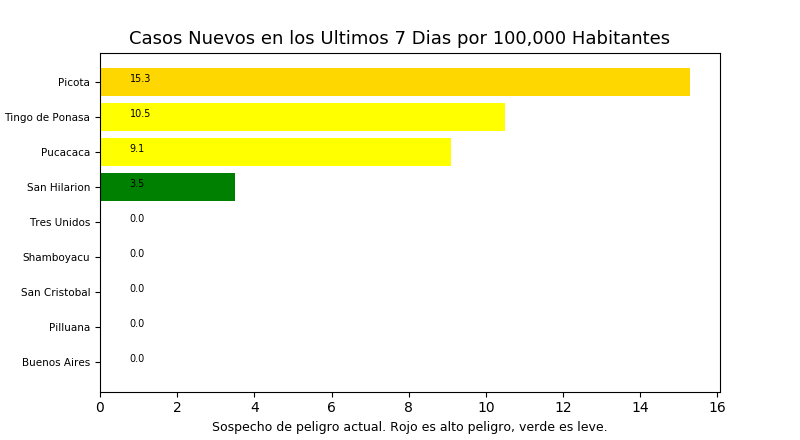 Casos Nuevos en los Ultimos 7 Dias por 100,000 Habitantes
Picota 15.3
Tingo de Ponasa 10.5
Pucacaca 9.1
San Hilarion 3.5
Tres Unidos 0.0
Shamboyacu 0.0
San Cristobal 0.0
Pilluana 0.0
Buenos Aires 0.0
0 2 4 6 8 10 12 14 16
Sospecho de peligro actual. Rojo es alto peligro, verde es leve.